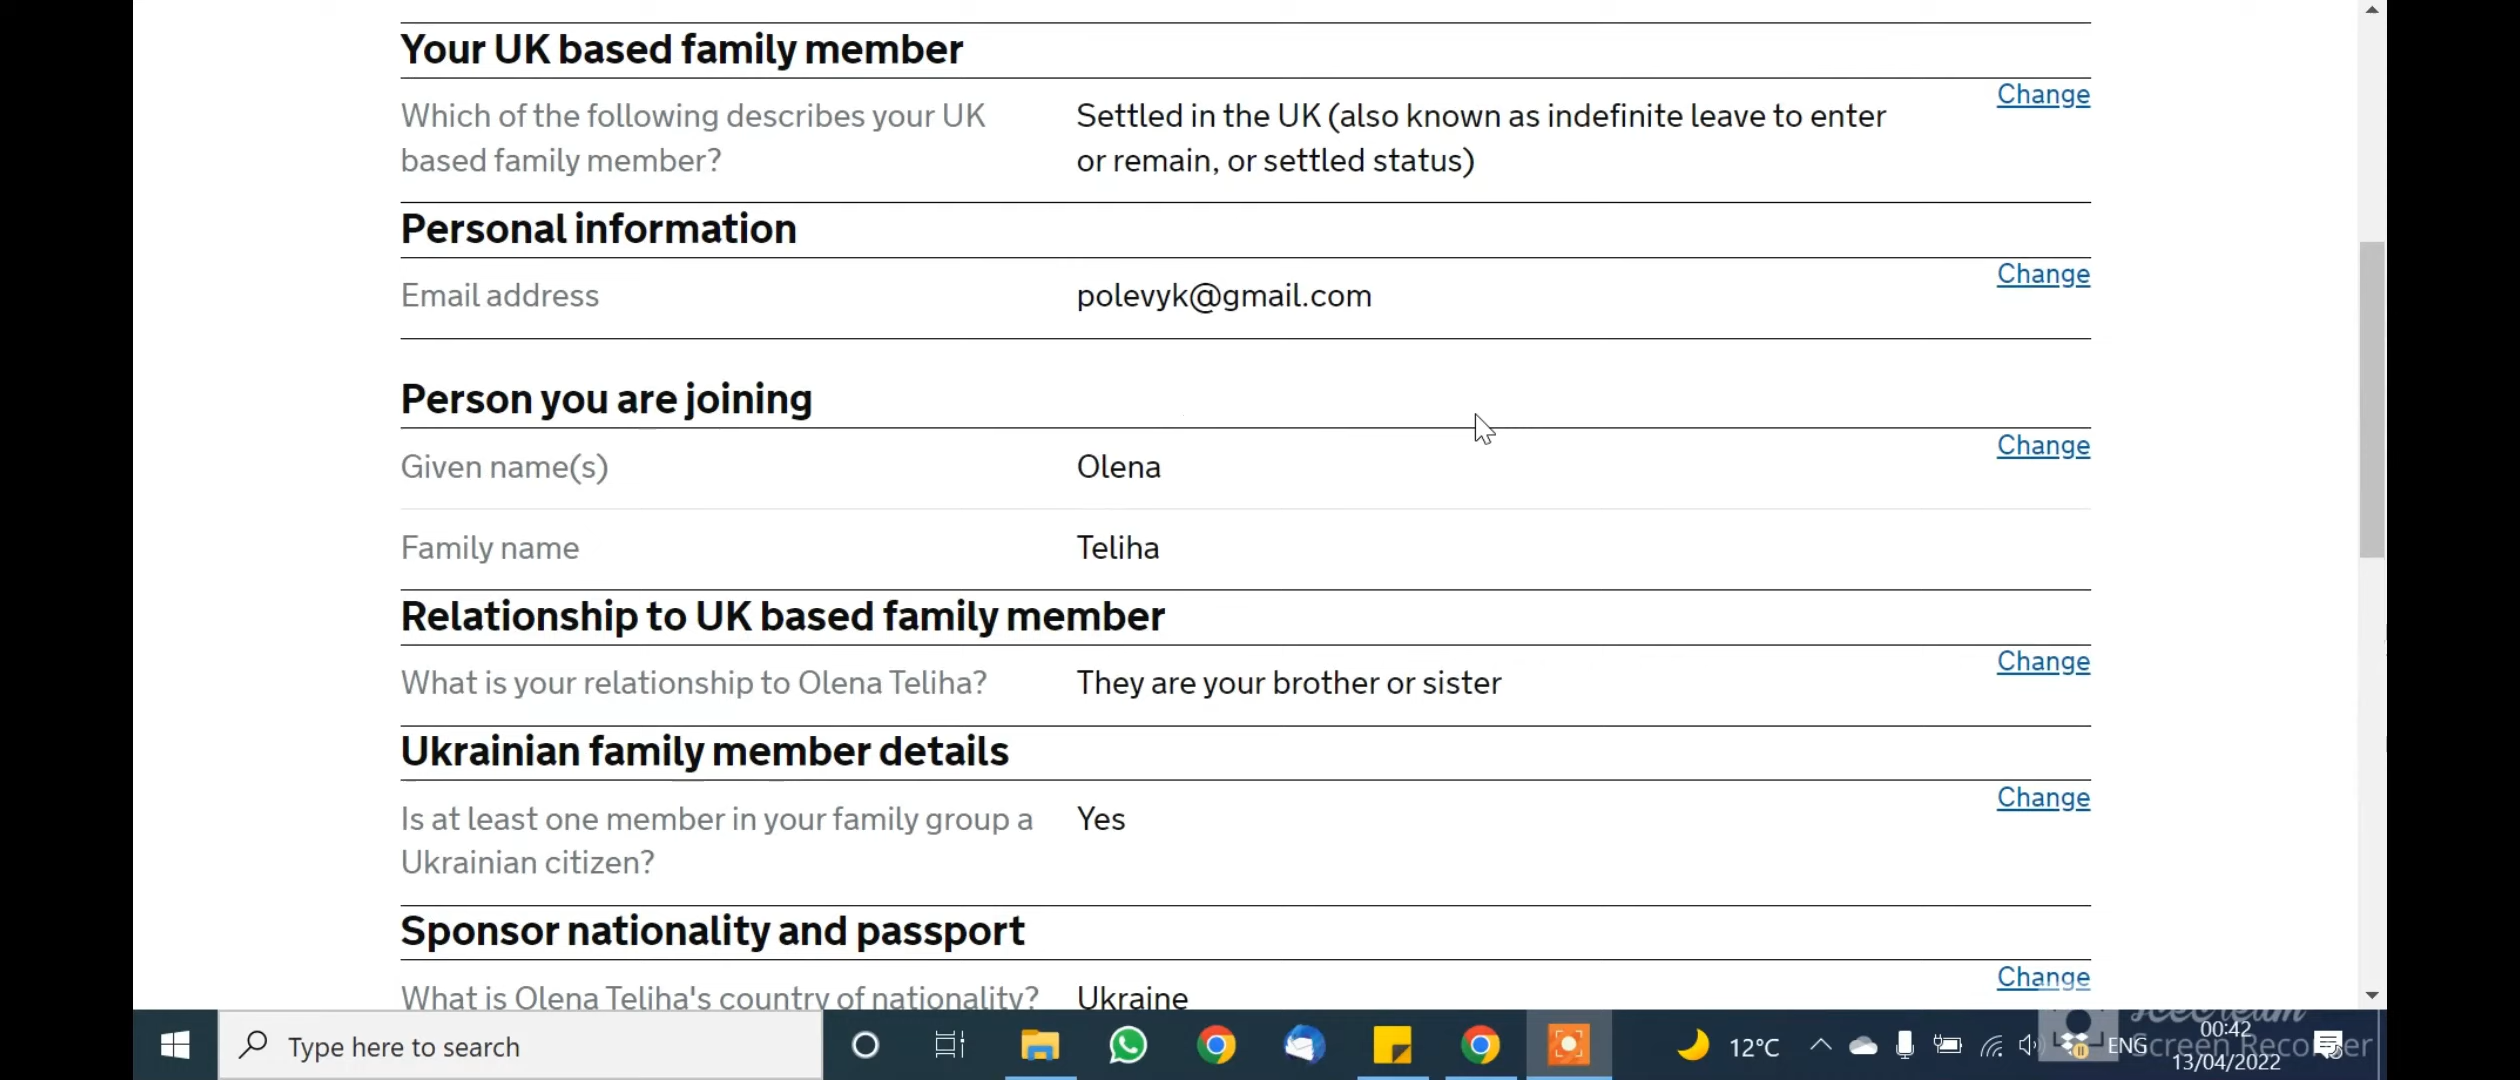 Your UK based family member
Change
Which of the following describes your UK
based family member?
Settled in the UK (also known as indefinite leave to enter
or remain, or settled status)
Personal information
Change
Email address
polevyk@gmail.com
Person you are joining
Change
Given name(s)
Olena
Family name
Teliha
Relationship to UK based family member
Change
What is your relationship to Olena Teliha?
They are your brother or sister
Ukrainian family member details
Change
Is at least one member in your family group a
Ukrainian citizen?
Yes
Sponsor nationality and passport
Change
What is Olena Teliha's country of nationality?
Ukraine
Type here to search
12°C
ENG
00:42
13/04/2022
Icecream
Screen Recorder